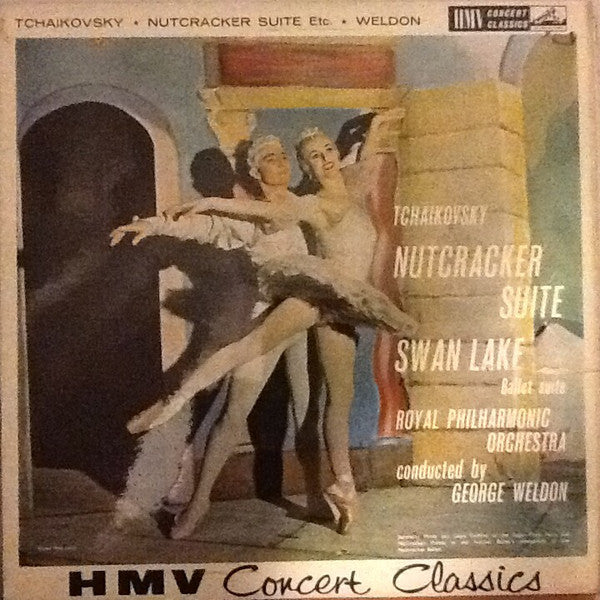 TCHAIKOVSKY • NUTCRACKER SUITE Etc. • WELDON
HMV CONCERT CLASSICS
TCHAIKOVSKY
NUTCRACKER
SUITE
SWAN LAKE
Ballet suite
ROYAL PHILHARMONIC
ORCHESTRA
conducted by
GEORGE WELDON
HMV Concert Classics